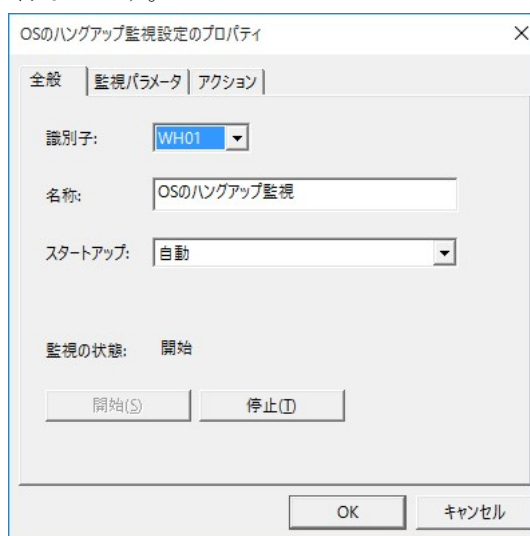 OSのハングアップ監視設定のプロパティ
全般 監視パラメータ アクション
識別子: WH01
名称: OSのハングアップ監視
スタートアップ: 自動
監視の状態: 開始
開始(S) 停止(T)
OK キャンセル